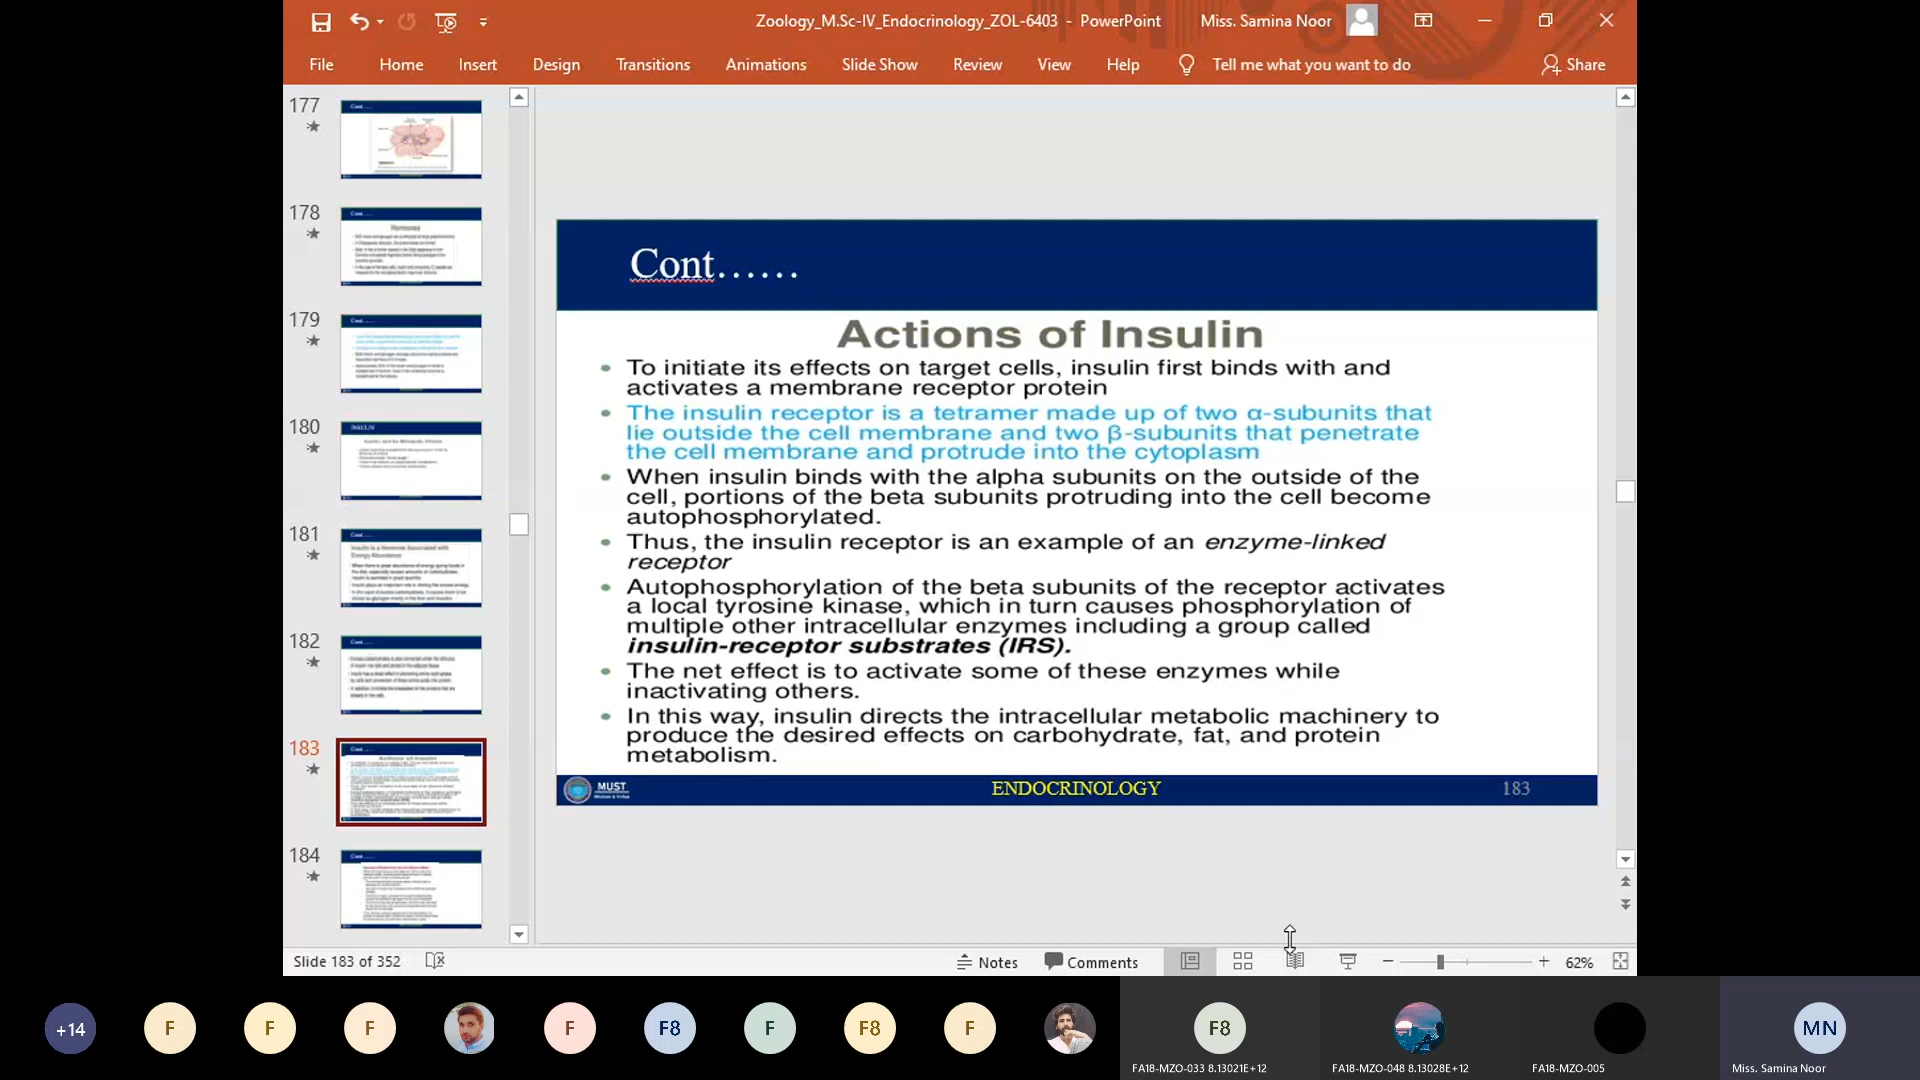 Zoology_M.Sc-IV_Endocrinology_ZOL-6403 - PowerPoint
Miss. Samina Noor
File Home Insert Design Transitions Animations Slide Show Review View Help Tell me what you want to do Share
177
178
179
180
181
182
183
184
Insulin is a Hormone Associated with
Energy Abundance
Cont......
Actions of Insulin
• To initiate its effects on target cells, insulin first binds with and
activates a membrane receptor protein
• The insulin receptor is a tetramer made up of two α-subunits that
lie outside the cell membrane and two β-subunits that penetrate
the cell membrane and protrude into the cytoplasm
• When insulin binds with the alpha subunits on the outside of the
cell, portions of the beta subunits protruding into the cell become
autophosphorylated.
• Thus, the insulin receptor is an example of an enzyme-linked
receptor
• Autophosphorylation of the beta subunits of the receptor activates
a local tyrosine kinase, which in turn causes phosphorylation of
multiple other intracellular enzymes including a group called
insulin-receptor substrates (IRS).
• The net effect is to activate some of these enzymes while
inactivating others.
• In this way, insulin directs the intracellular metabolic machinery to
produce the desired effects on carbohydrate, fat, and protein
metabolism.
MUST
ENDOCRINOLOGY
183
Slide 183 of 352
Notes
Comments
62%
+14 F F F F F8 F F8 F F8 MN
FA18-MZO-033 8.13021E+12
FA18-MZO-048 8.13028E+12
FA18-MZO-005
Miss. Samina Noor